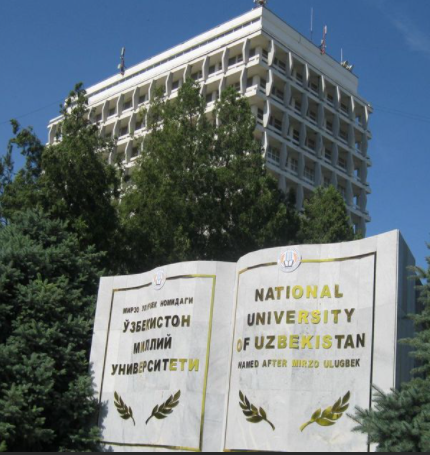 МИРЗО УЛУҒБЕК НОМИДАГИ
ЎЗБЕКИСТОН
МИЛЛИЙ
УНИВЕРСИТЕТИ
NATIONAL
UNIVERSITY
OF UZBEKISTAN
NAMED AFTER MIRZO ULUGBEK